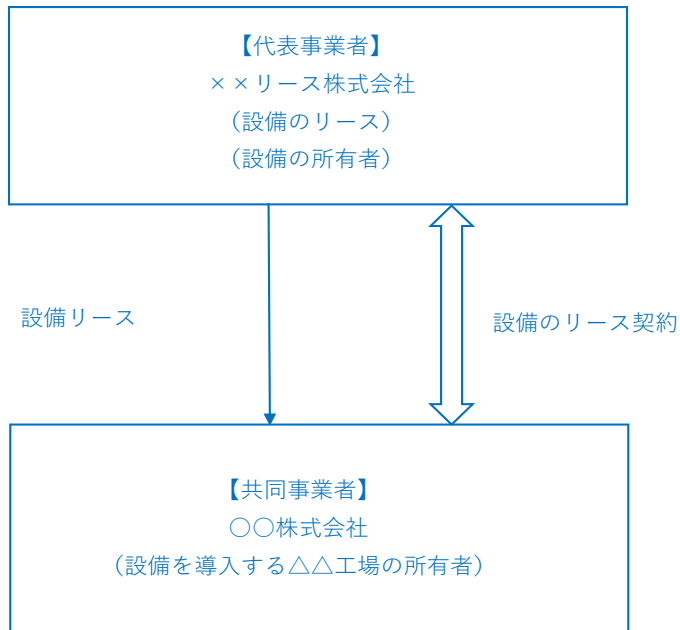 【代表事業者】
××リース株式会社
（設備のリース）
（設備の所有者）
設備リース
設備のリース契約
【共同事業者】
○○株式会社
（設備を導入する△△工場の所有者）